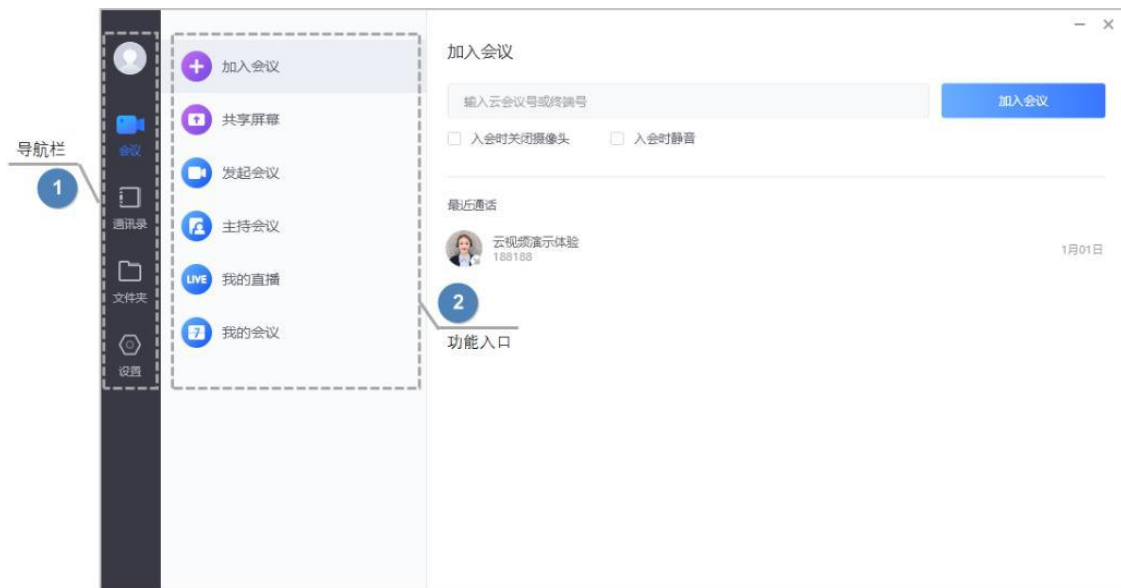 导航栏
1
会议
通讯录
文件夹
设置
加入会议
共享屏幕
发起会议
主持会议
LIVE
我的直播
7
我的会议
2
功能入口
加入会议
输入云会议号或终端号
加入会议
入会时关闭摄像头
入会时静音
最近通话
云视频演示体验
188188
1月01日